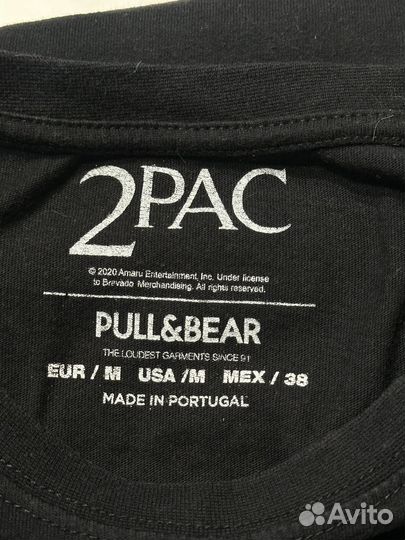 2PAC
© 2020 Amaru Entertainment, Inc. Under license
to Bravado Merchandising. All rights reserved.
PULL&BEAR
THE LOUDEST GARMENTS SINCE 91
EUR / M USA /M MEX / 38
MADE IN PORTUGAL
Avito